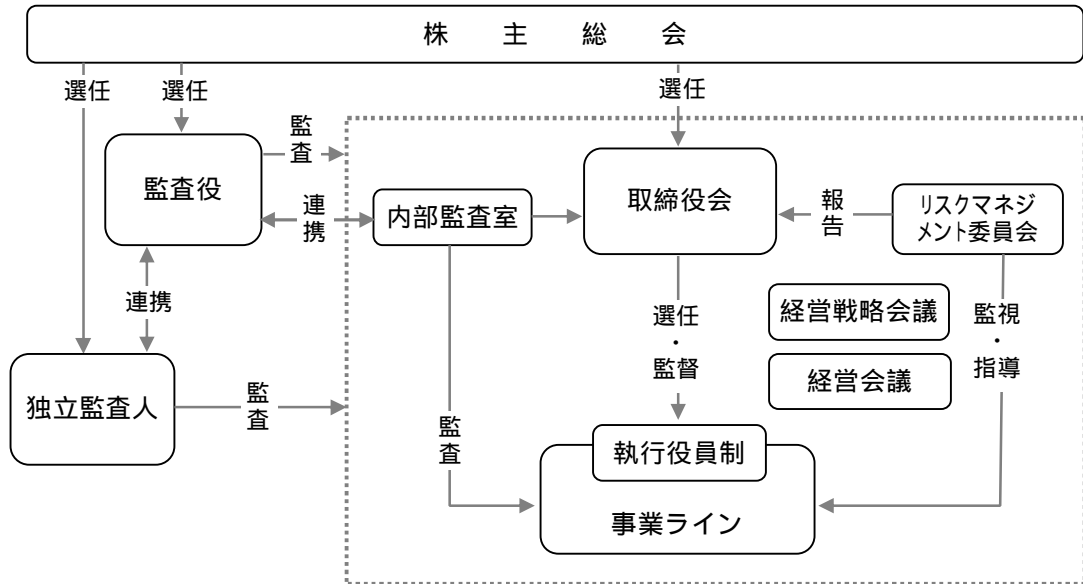 株 主 総 会
選任
選任
選任
監査
監査役
連携
内部監査室
取締役会
報告
リスクマネジ
メント委員会
連携
選任・監督
経営戦略会議
監視・指導
経営会議
独立監査人
監査
監査
執行役員制
事業ライン